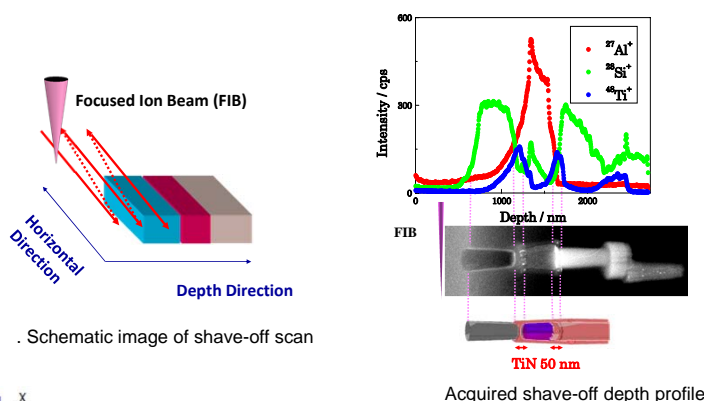 Focused Ion Beam (FIB)
Horizontal
Direction
Depth Direction
. Schematic image of shave-off scan
600
300
0
Intensity / cps
27Al+
28Si+
48Ti+
0
1000
2000
Depth / nm
FIB
TiN 50 nm
Acquired shave-off depth profile
X